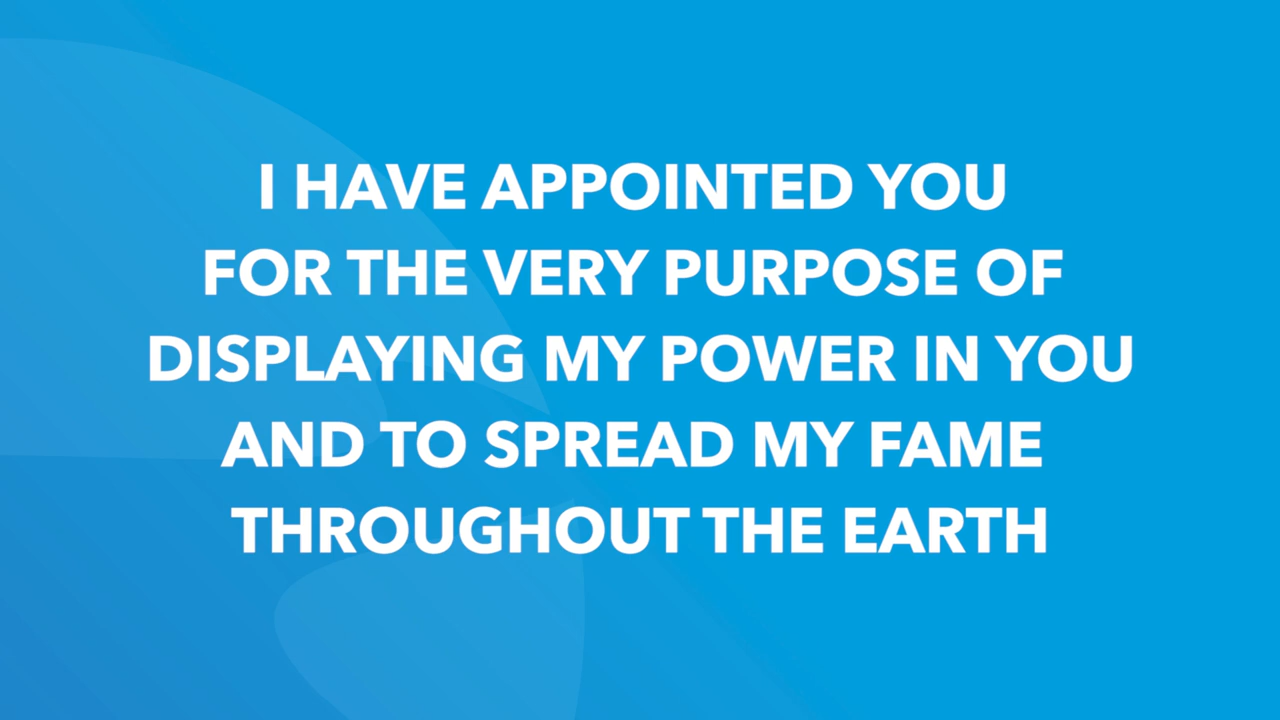 I HAVE APPOINTED YOU
FOR THE VERY PURPOSE OF
DISPLAYING MY POWER IN YOU
AND TO SPREAD MY FAME
THROUGHOUT THE EARTH